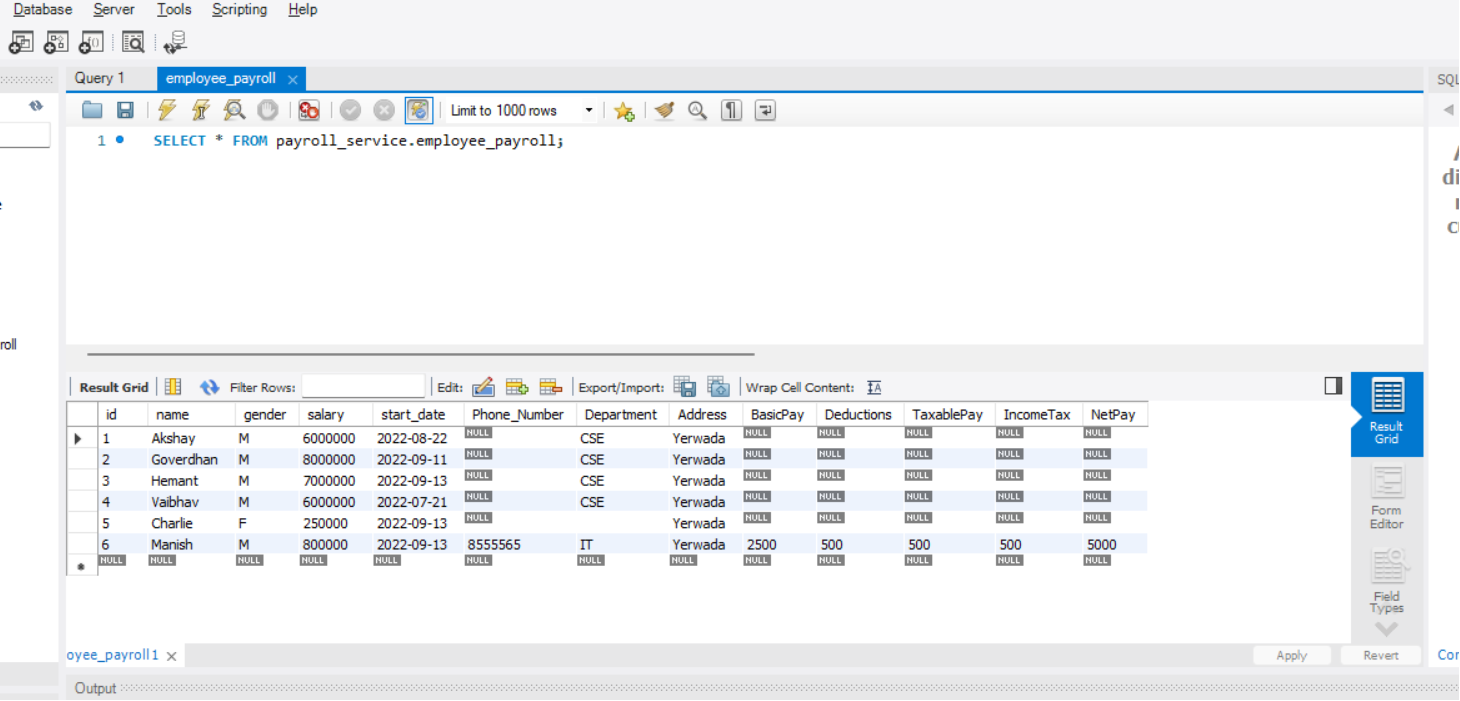 Database Server Tools Scripting Help
Query 1 employee_payroll
Limit to 1000 rows
1 SELECT * FROM payroll_service.employee_payroll;
roll
Result Grid Filter Rows: Edit: Export/Import: Wrap Cell Content:
id name gender salary start_date Phone_Number Department Address BasicPay Deductions TaxablePay IncomeTax NetPay
1 Akshay M 6000000 2022-08-22 NULL CSE Yerwada NULL NULL NULL NULL NULL
2 Goverdhan M 8000000 2022-09-11 NULL CSE Yerwada NULL NULL NULL NULL NULL
3 Hemant M 7000000 2022-09-13 NULL CSE Yerwada NULL NULL NULL NULL NULL
4 Vaibhav M 6000000 2022-07-21 NULL CSE Yerwada NULL NULL NULL NULL NULL
5 Charlie F 250000 2022-09-13 NULL Yerwada NULL NULL NULL NULL NULL
6 Manish M 800000 2022-09-13 8555565 IT Yerwada 2500 500 500 500 5000
NULL NULL NULL NULL NULL NULL NULL NULL NULL NULL NULL NULL NULL
Result
Grid
Form
Editor
Field
Types
oyee_payroll1 Apply Revert
Output
SQL
di